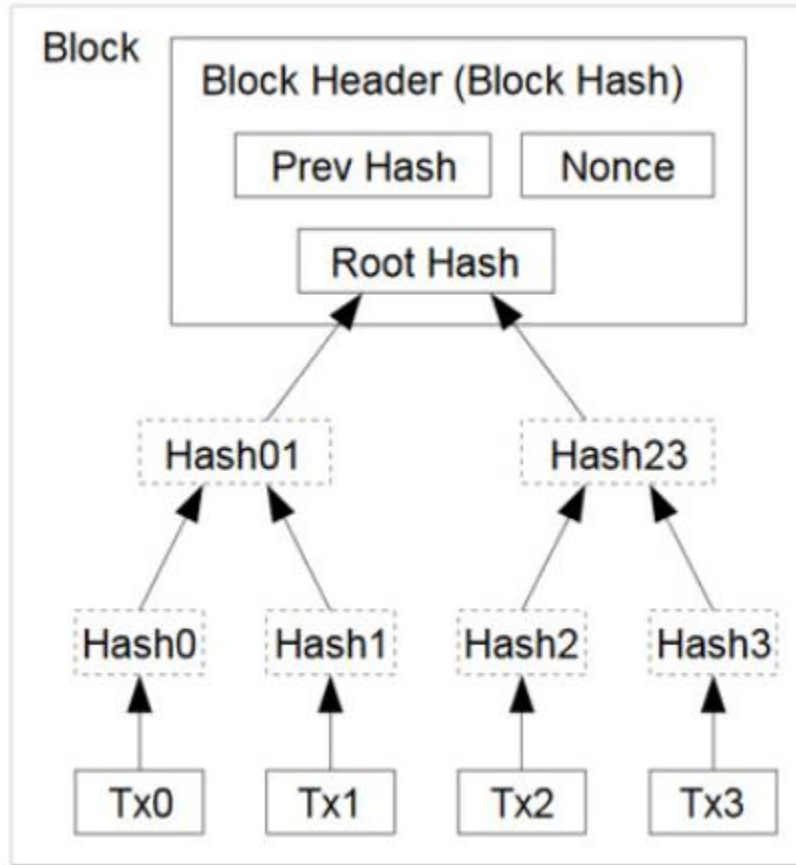 Block
Block Header (Block Hash)
Prev Hash Nonce
Root Hash
Hash01 Hash23
Hash0 Hash1 Hash2 Hash3
Tx0 Tx1 Tx2 Tx3